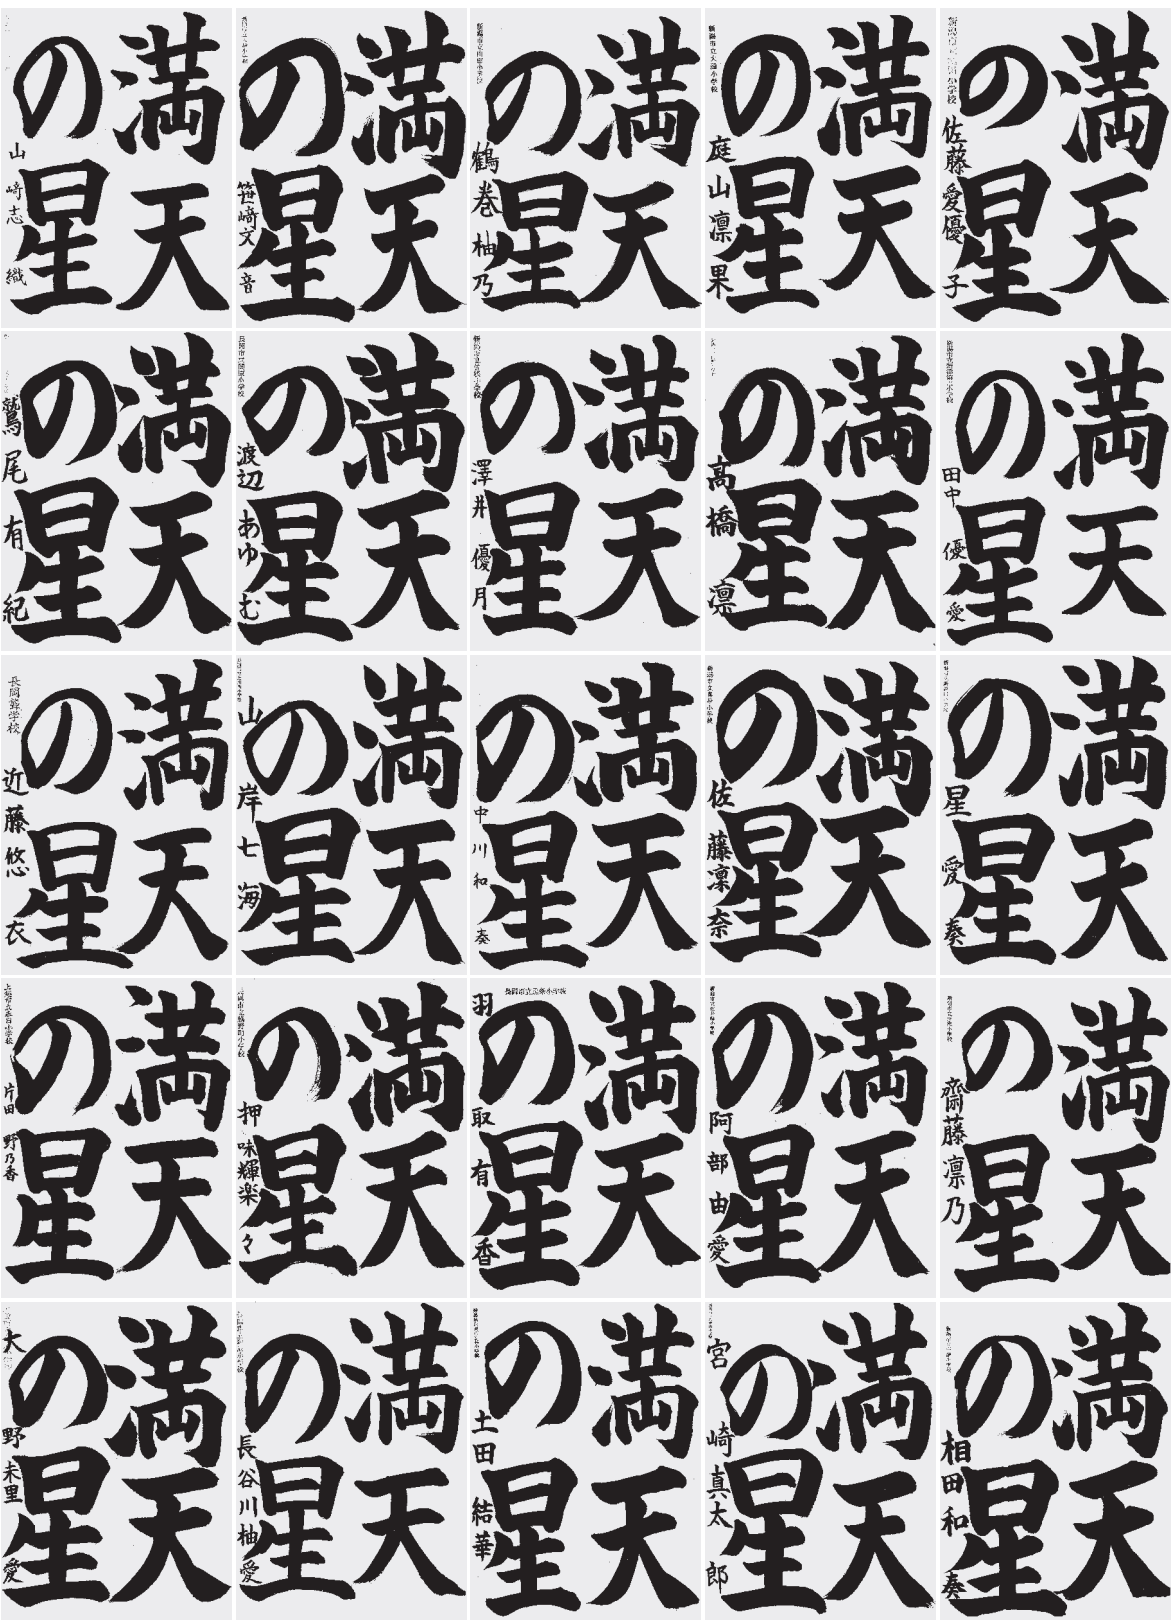 満天の星
山崎志織
満天の星
笹崎文音
満天の星
鶴巻柚乃
満天の星
庭山凛果
満天の星
佐藤愛優子
満天の星
鷲尾有紀
満天の星
渡辺あゆむ
満天の星
澤井優月
満天の星
高橋凛
満天の星
田中優愛
満天の星
長岡聾学校
近藤悠衣
満天の星
山岸七海
満天の星
中川和奏
満天の星
佐藤凛奈
満天の星
星愛奏
満天の星
片田野乃香
満天の星
押味輝楽々
満天の星
羽取有香
満天の星
阿部由愛
満天の星
齋藤凛乃
満天の星
大野未里愛
満天の星
長谷川柚愛
満天の星
土田結華
満天の星
宮崎真太郎
満天の星
相田和奏